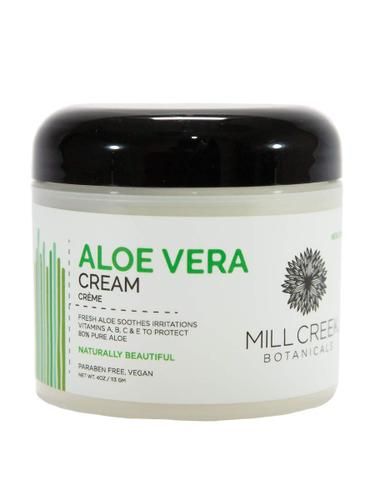 ALOE VERA
CREAM
CRÈME
FRESH ALOE SOOTHES IRRITATIONS
VITAMINS A, B, C & E TO PROTECT
80% PURE ALOE
NATURALLY BEAUTIFUL
PARABEN FREE, VEGAN
NET WT. 4OZ / 113 GM
MILL CREEK
BOTANICALS